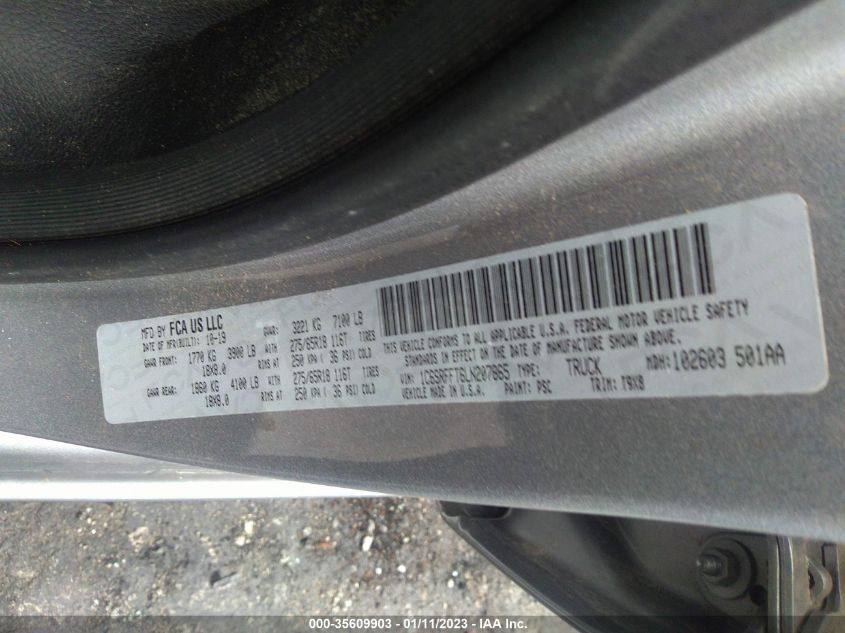 MFD BY FCA US LLC
DATE OF MFR(BUILT): 10-19 GVWR: 3221 KG 7100 LB
GAWR FRONT: 1770 KG 3900 LB WITH 275/65R18 116T TIRES
18X8.0 RIMS AT 250 KPA ( 36 PSI) COLD
GAWR REAR: 1860 KG 4100 LB WITH 275/65R18 116T TIRES
18X8.0 RIMS AT 250 KPA ( 36 PSI) COLD
THIS VEHICLE CONFORMS TO ALL APPLICABLE U.S.A. FEDERAL MOTOR VEHICLE SAFETY
STANDARDS IN EFFECT ON THE DATE OF MANUFACTURE SHOWN ABOVE.
VIN: 1C6SRFFT6LN207865 TYPE: TRUCK MDH: 102603 501AA
VEHICLE MADE IN U.S.A. PAINT: PSC TRIM: T9X8
000-35609903 - 01/11/2023 - IAA Inc.